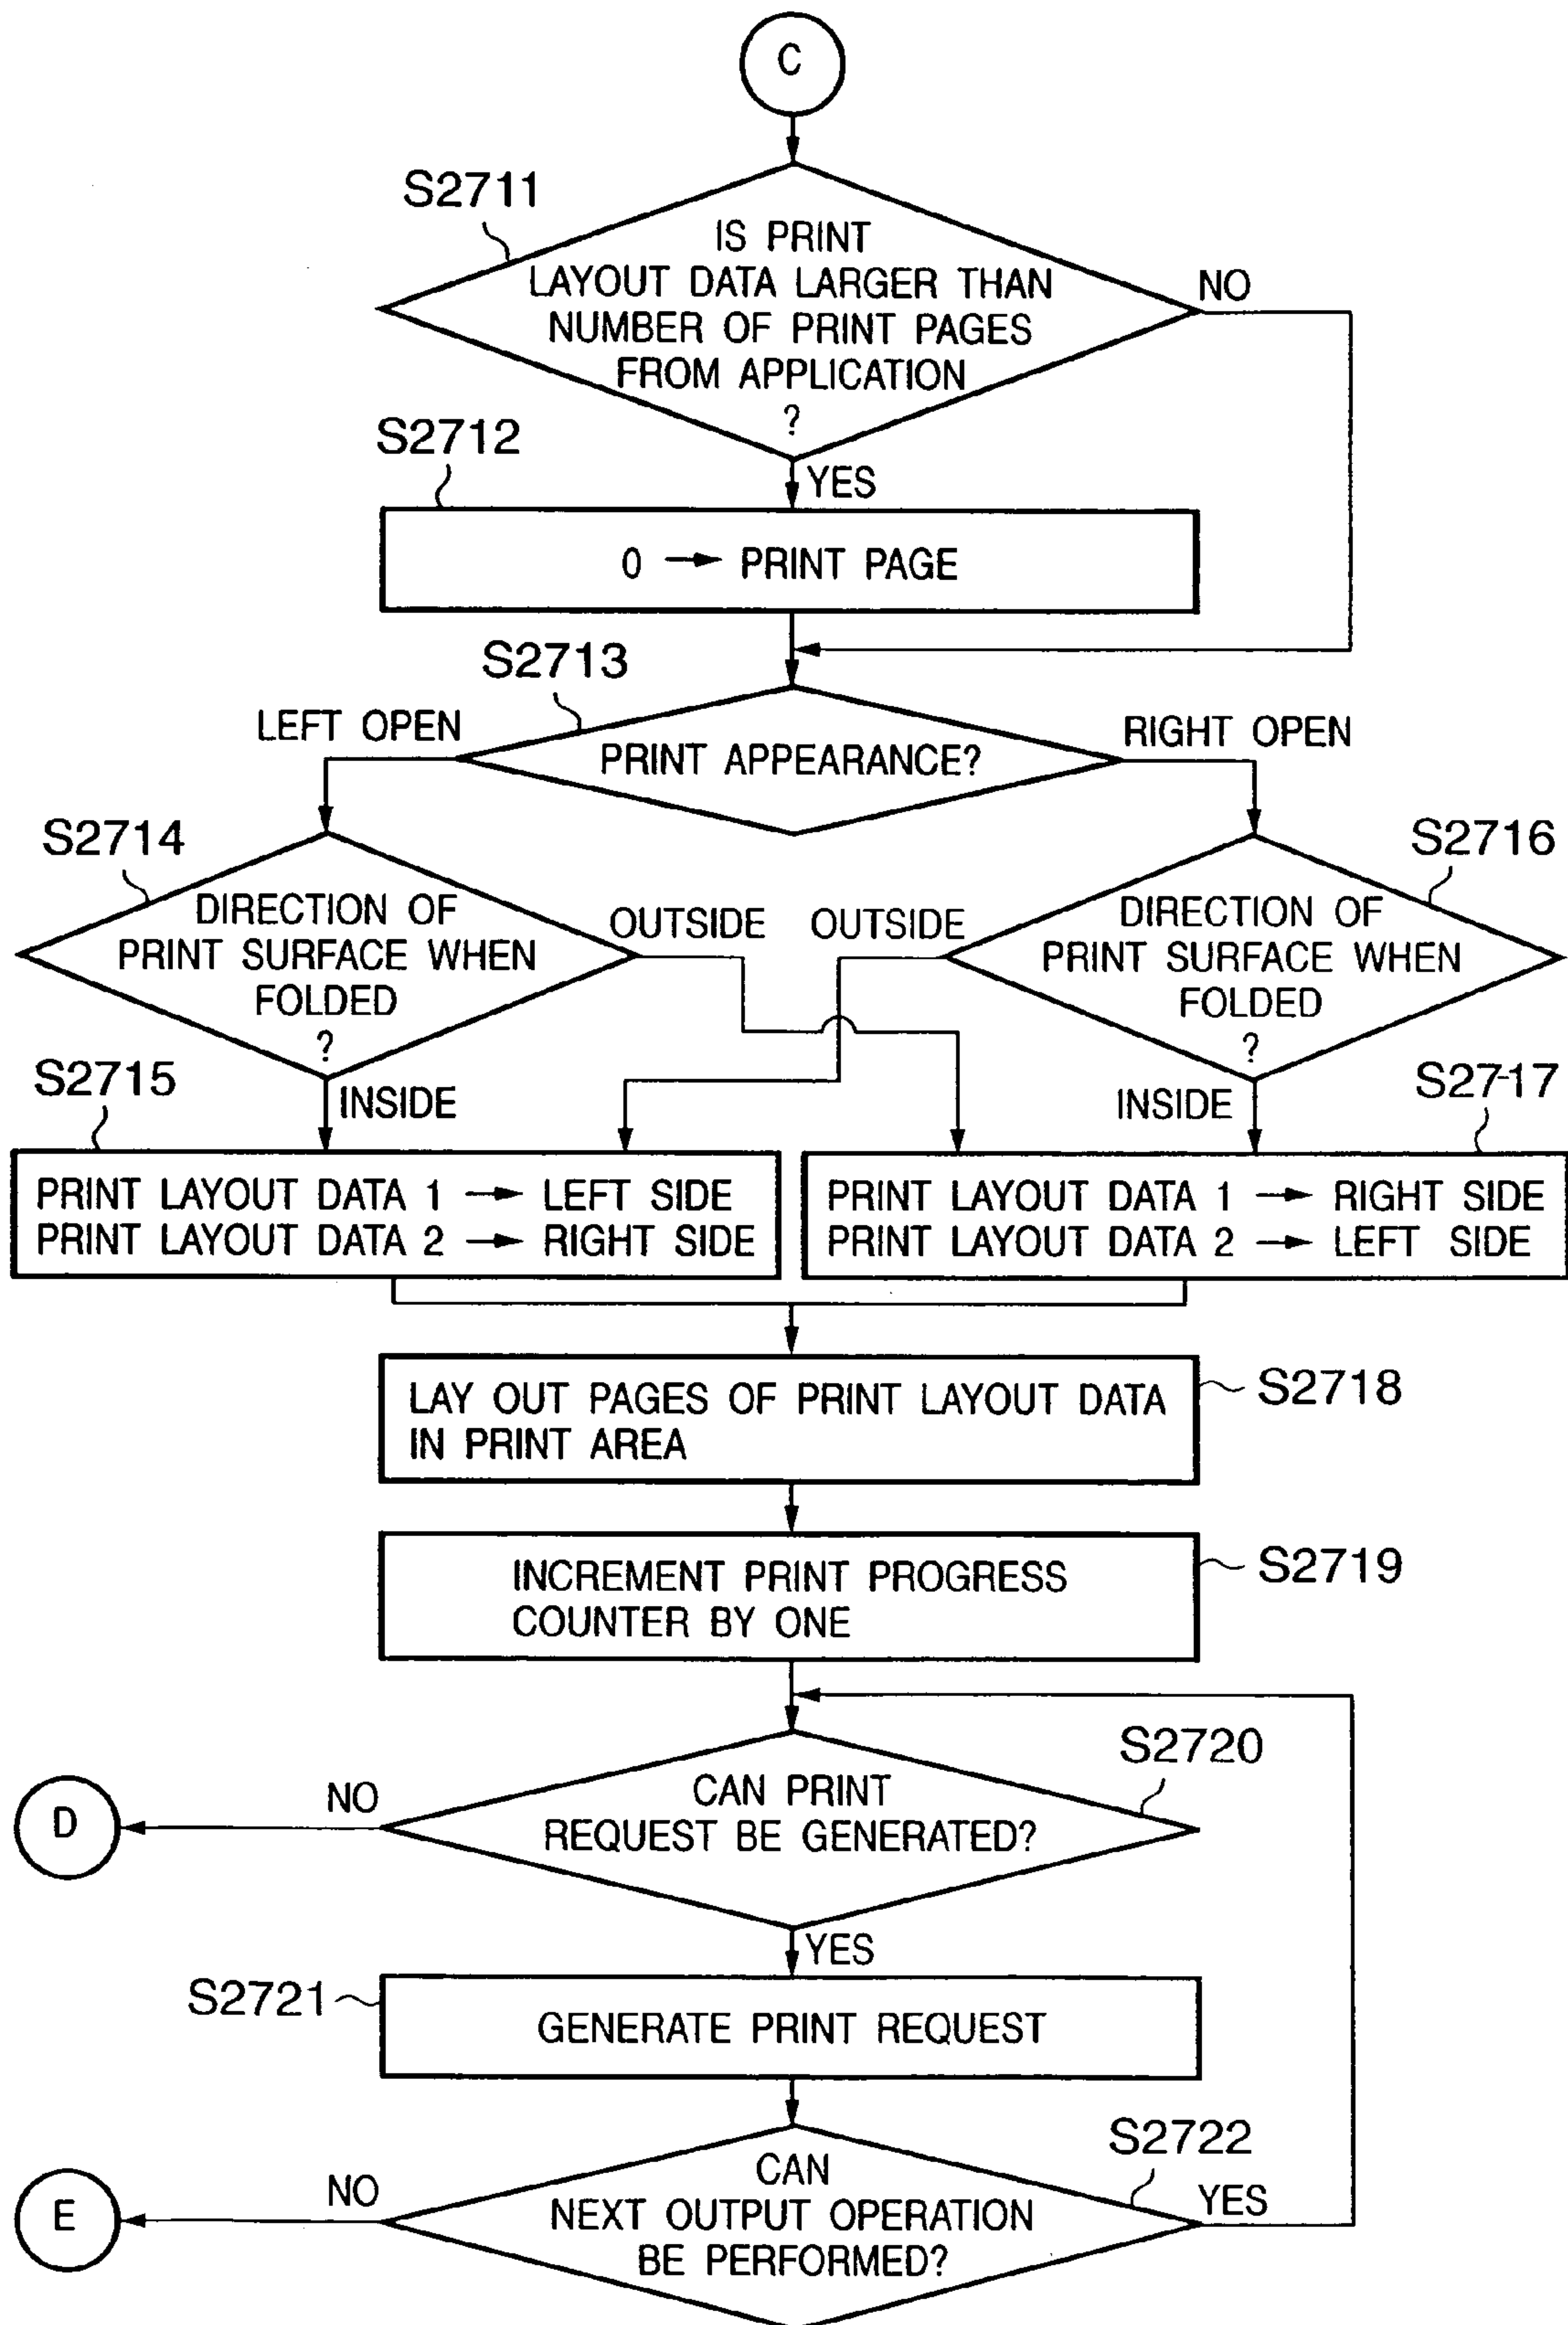 C
S2711
IS PRINT
LAYOUT DATA LARGER THAN
NUMBER OF PRINT PAGES
FROM APPLICATION
?
NO
S2712
YES
0 → PRINT PAGE
S2713
LEFT OPEN
PRINT APPEARANCE?
RIGHT OPEN
S2714
DIRECTION OF
PRINT SURFACE WHEN
FOLDED
?
OUTSIDE
OUTSIDE
S2716
DIRECTION OF
PRINT SURFACE WHEN
FOLDED
?
S2715
INSIDE
INSIDE
S2717
PRINT LAYOUT DATA 1 → LEFT SIDE
PRINT LAYOUT DATA 2 → RIGHT SIDE
PRINT LAYOUT DATA 1 → RIGHT SIDE
PRINT LAYOUT DATA 2 → LEFT SIDE
LAY OUT PAGES OF PRINT LAYOUT DATA
IN PRINT AREA
S2718
INCREMENT PRINT PROGRESS
COUNTER BY ONE
S2719
S2720
CAN PRINT
REQUEST BE GENERATED?
NO
D
YES
S2721
GENERATE PRINT REQUEST
S2722
CAN
NEXT OUTPUT OPERATION
BE PERFORMED?
NO
E
YES